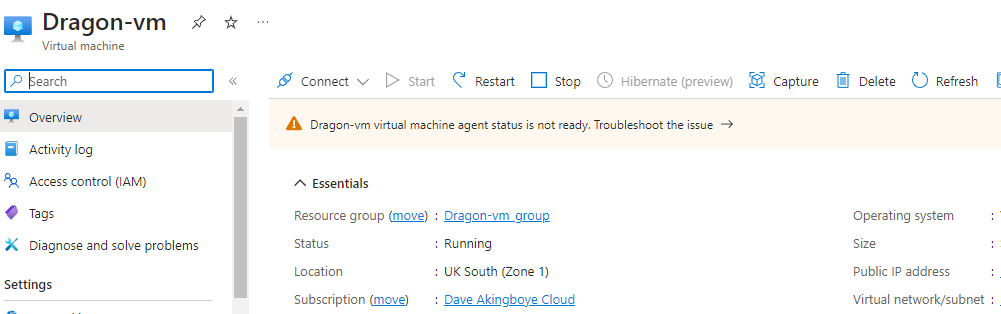 Dragon-vm
Virtual machine
Search
Connect Start Restart Stop Hibernate (preview) Capture Delete Refresh
Overview
Activity log
Access control (IAM)
Tags
Diagnose and solve problems
Settings
Dragon-vm virtual machine agent status is not ready. Troubleshoot the issue →
Essentials
Resource group (move) : Dragon-vm_group
Status : Running
Location : UK South (Zone 1)
Subscription (move) : Dave Akingboye Cloud
Operating system :
Size :
Public IP address :
Virtual network/subnet :